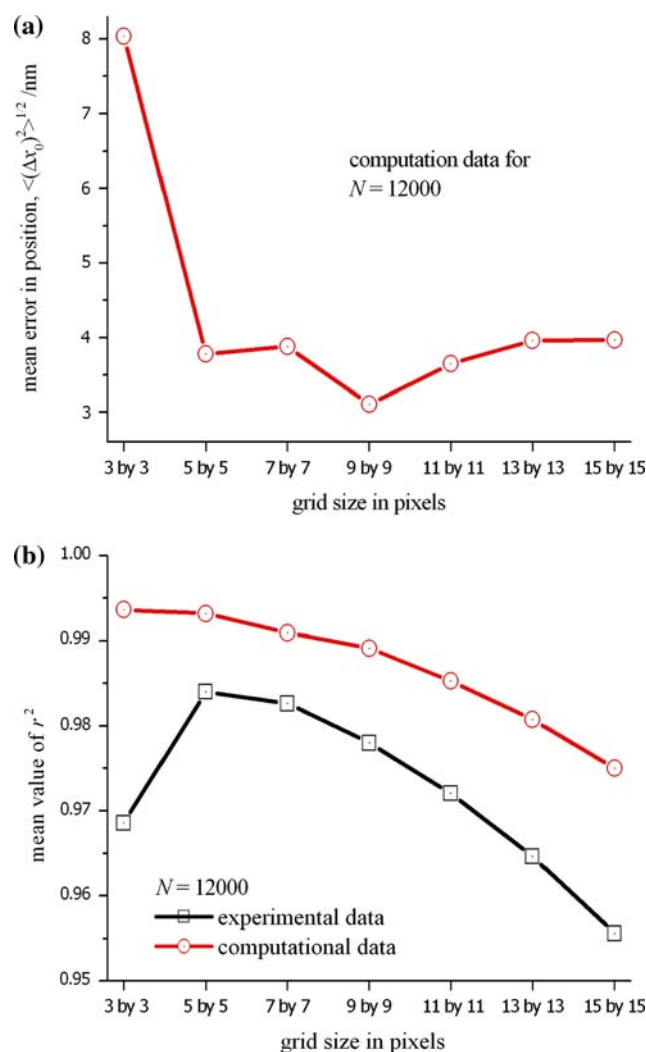 (a)
mean error in position, <(Δx₀)²>^1/2 /nm
8
7
6
5
4
3
computation data for
N = 12000
3 by 3 5 by 5 7 by 7 9 by 9 11 by 11 13 by 13 15 by 15
grid size in pixels
(b)
mean value of r²
1.00
0.99
0.98
0.97
0.96
0.95
N = 12000
experimental data
computational data
3 by 3 5 by 5 7 by 7 9 by 9 11 by 11 13 by 13 15 by 15
grid size in pixels